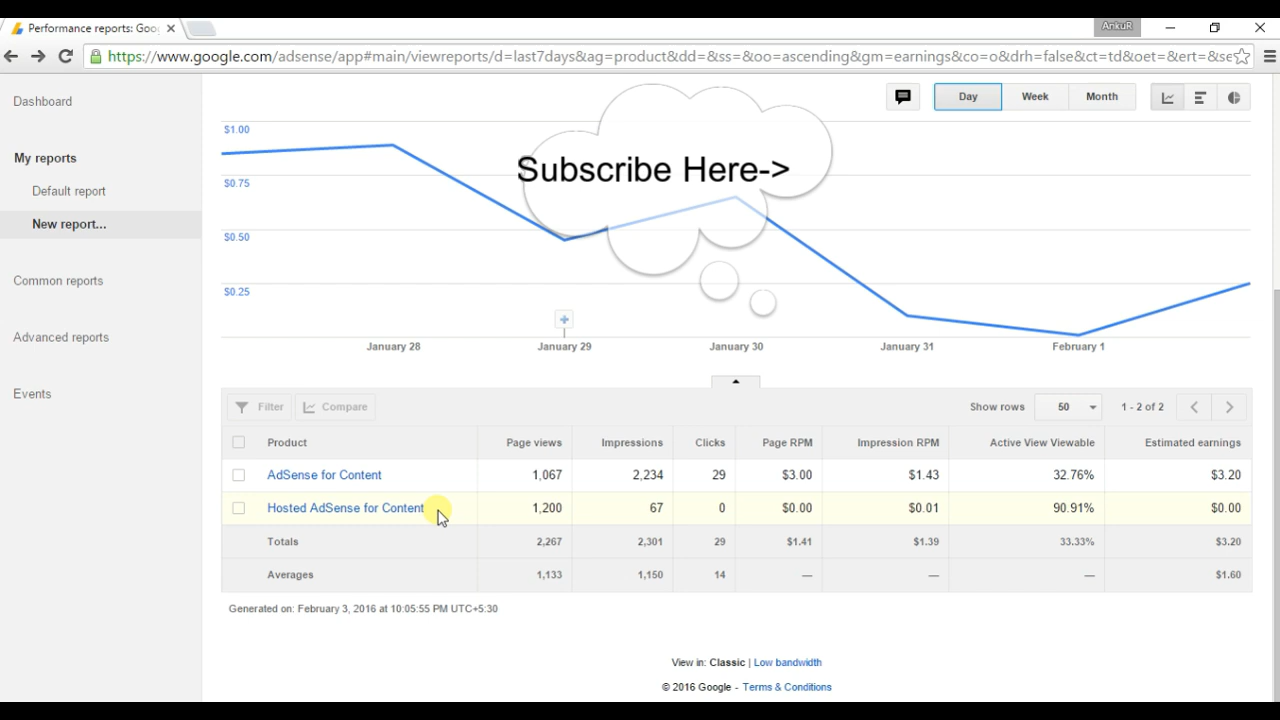 Performance reports: Goo
AnkuR
https://www.google.com/adsense/app#main/viewreports/d=last7days&ag=product&dd=&ss=&oo=ascending&gm=earnings&co=o&drh=false&ct=td&oet=&ert=&se
Dashboard
My reports
Default report
New report...
Common reports
Advanced reports
Events
Day Week Month
$1.00
$0.75
$0.50
$0.25
Subscribe Here->
January 28 January 29 January 30 January 31 February 1
Filter Compare Show rows 50 1 - 2 of 2
Product Page views Impressions Clicks Page RPM Impression RPM Active View Viewable Estimated earnings
AdSense for Content 1,067 2,234 29 $3.00 $1.43 32.76% $3.20
Hosted AdSense for Content 1,200 67 0 $0.00 $0.01 90.91% $0.00
Totals 2,267 2,301 29 $1.41 $1.39 33.33% $3.20
Averages 1,133 1,150 14 — — — $1.60
Generated on: February 3, 2016 at 10:05:55 PM UTC+5:30
View in: Classic | Low bandwidth
© 2016 Google - Terms & Conditions